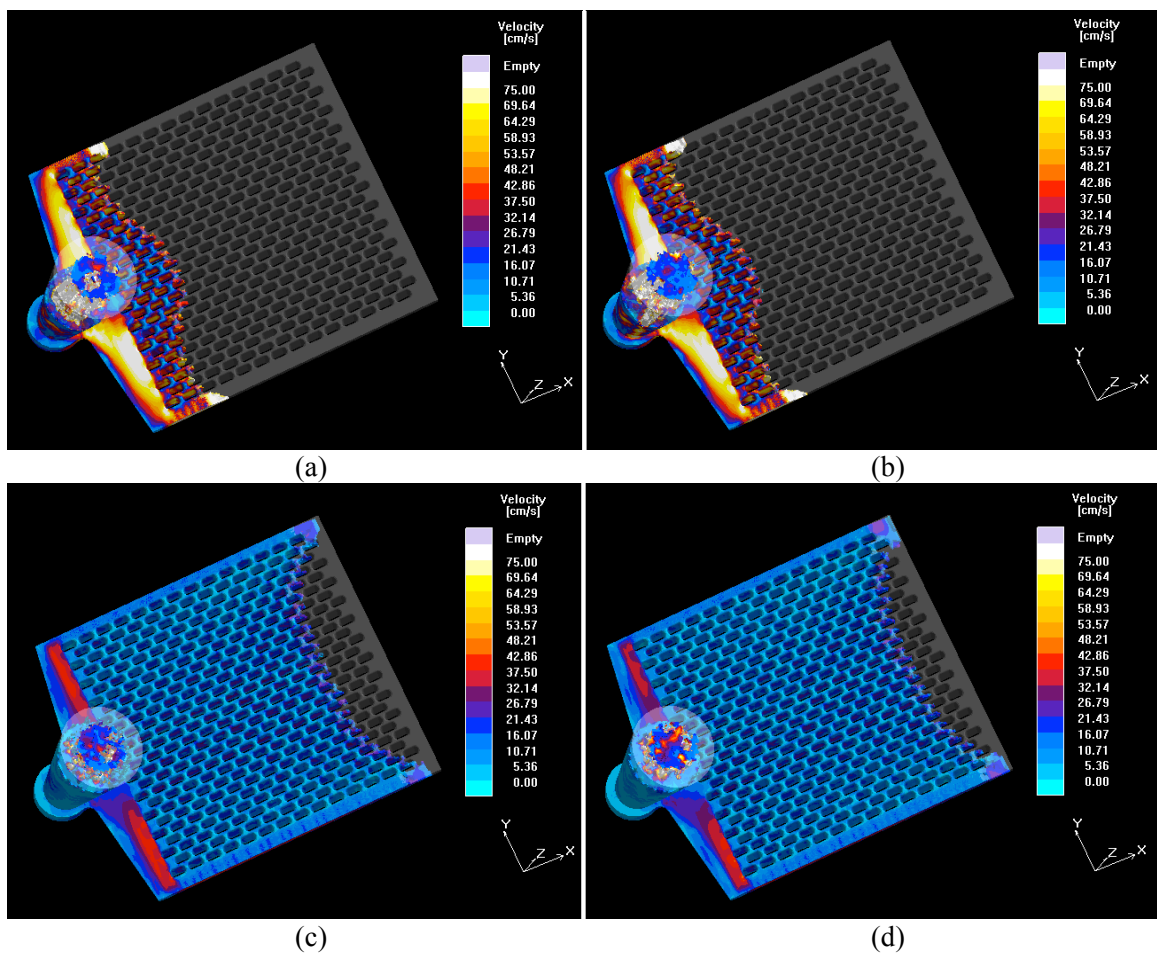 Velocity
[cm/s]
Empty
75.00
69.64
64.29
58.93
53.57
48.21
42.86
37.50
32.14
26.79
21.43
16.07
10.71
5.36
0.00
Y
Z
X
Velocity
[cm/s]
Empty
75.00
69.64
64.29
58.93
53.57
48.21
42.86
37.50
32.14
26.79
21.43
16.07
10.71
5.36
0.00
Y
Z
X
(a)
(b)
Velocity
[cm/s]
Empty
75.00
69.64
64.29
58.93
53.57
48.21
42.86
37.50
32.14
26.79
21.43
16.07
10.71
5.36
0.00
Y
Z
X
Velocity
[cm/s]
Empty
75.00
69.64
64.29
58.93
53.57
48.21
42.86
37.50
32.14
26.79
21.43
16.07
10.71
5.36
0.00
Y
Z
X
(c)
(d)